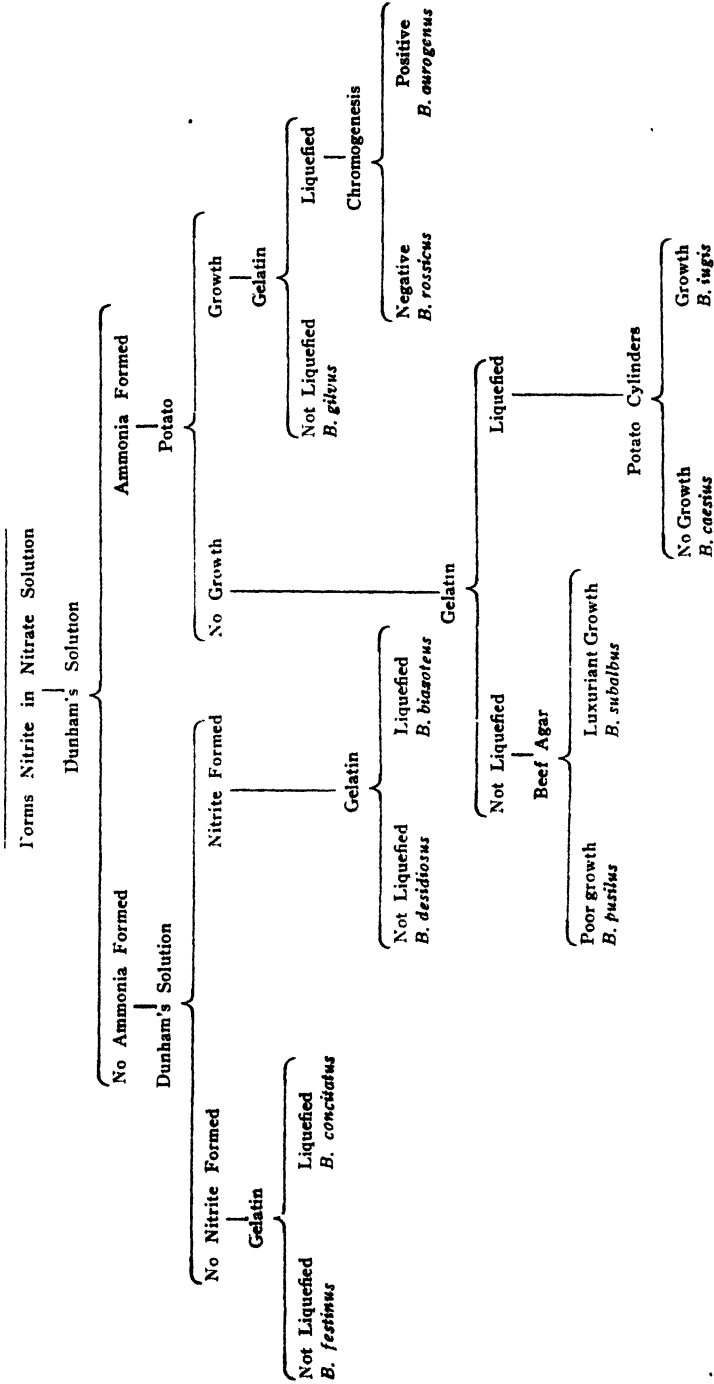 Forms Nitrite in Nitrate Solution
Dunham's Solution
No Ammonia Formed
Dunham's Solution
Ammonia Formed
Potato
No Nitrite Formed
Gelatin
Nitrite Formed
No Growth
Growth
Gelatin
Not Liquefied
B. festinus
Liquefied
B. concitatus
Gelatin
Not Liquefied
B. desidiosus
Liquefied
B. biazoteus
Not Liquefied
B. gilvus
Liquefied
Chromogenesis
Negative
B. rossicus
Positive
B. aurogenus
Gelatin
Not Liquefied
Beef Agar
Liquefied
Poor growth
B. pusilus
Luxuriant Growth
B. subalbus
Potato Cylinders
No Growth
B. caesius
Growth
B. iugis